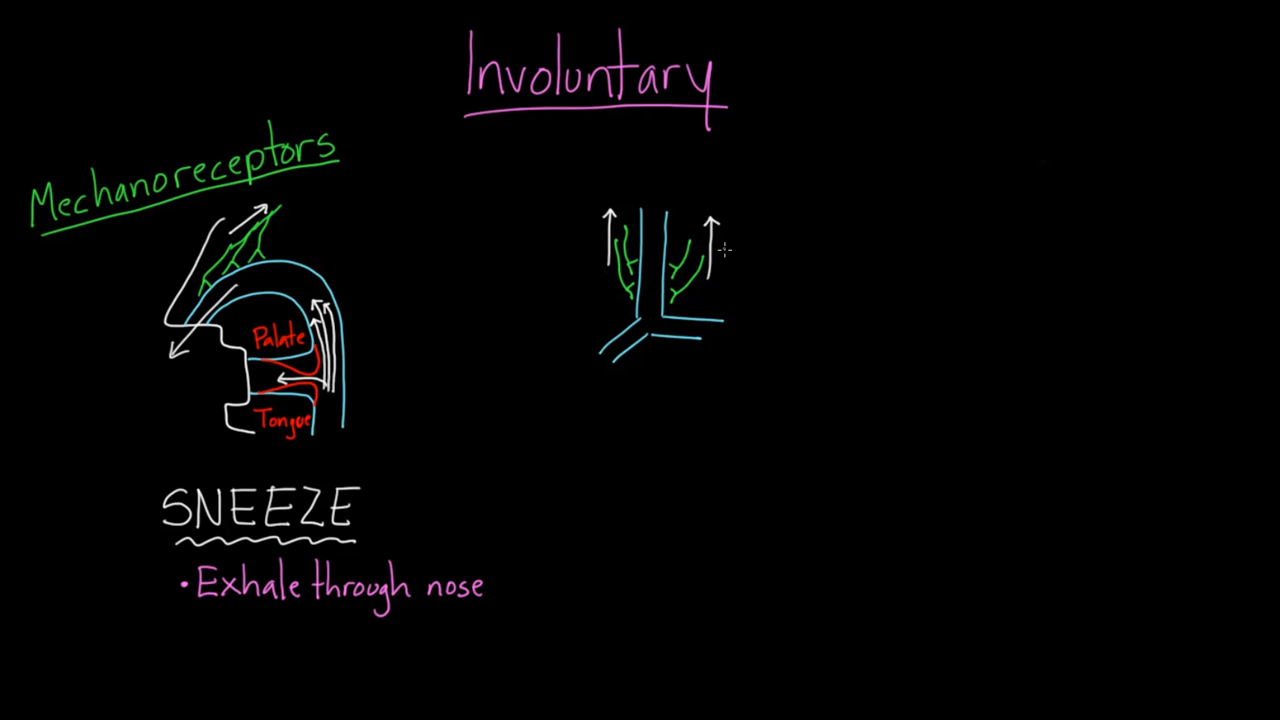 Involuntary
Mechanoreceptors
Palate
Tongue
SNEEZE
• Exhale through nose